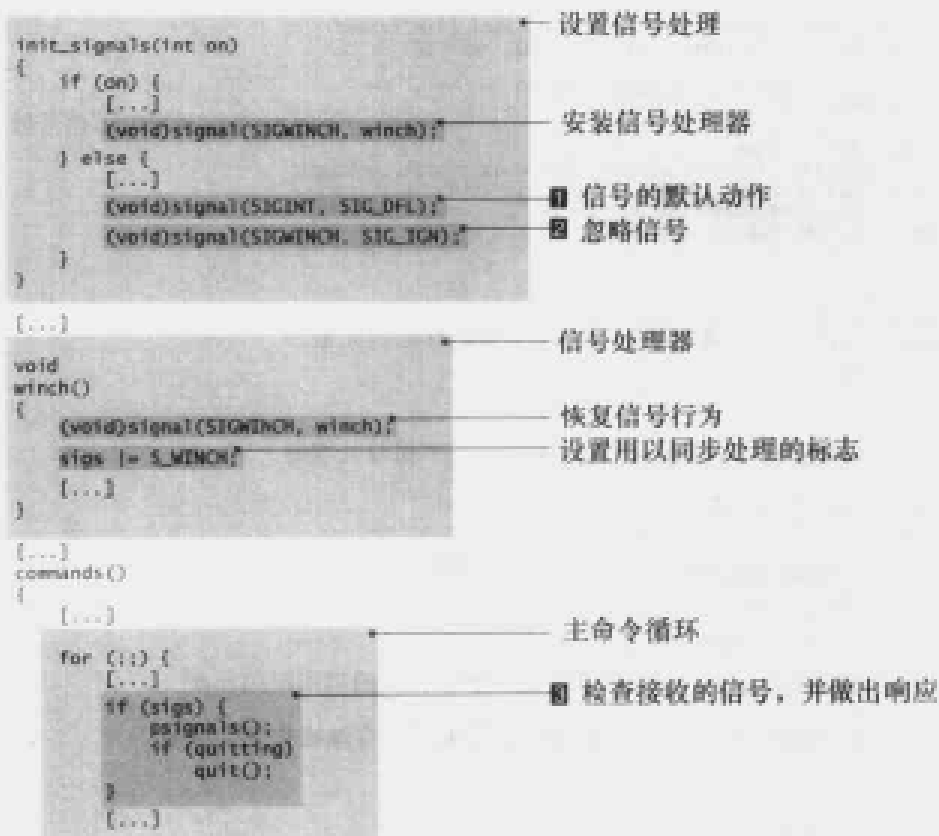 设置信号处理
init_signals(int on)
{
if (on) {
[...]
(void)signal(SIGWINCH, winch);
安装信号处理器
} else {
[...]
(void)signal(SIGINT, SIG_DFL);
1 信号的默认动作
(void)signal(SIGWINCH, SIG_IGN);
2 忽略信号
}
}
[...]
信号处理器
void
winch()
{
(void)signal(SIGWINCH, winch);
恢复信号行为
sigs |= S_WINCH;
设置用以同步处理的标志
[...]
}
[...]
commands()
{
[...]
主命令循环
for (;;) {
[...]
if (sigs) {
3 检查接收的信号，并做出响应
psignals();
if (quitting)
quit();
}
[...]